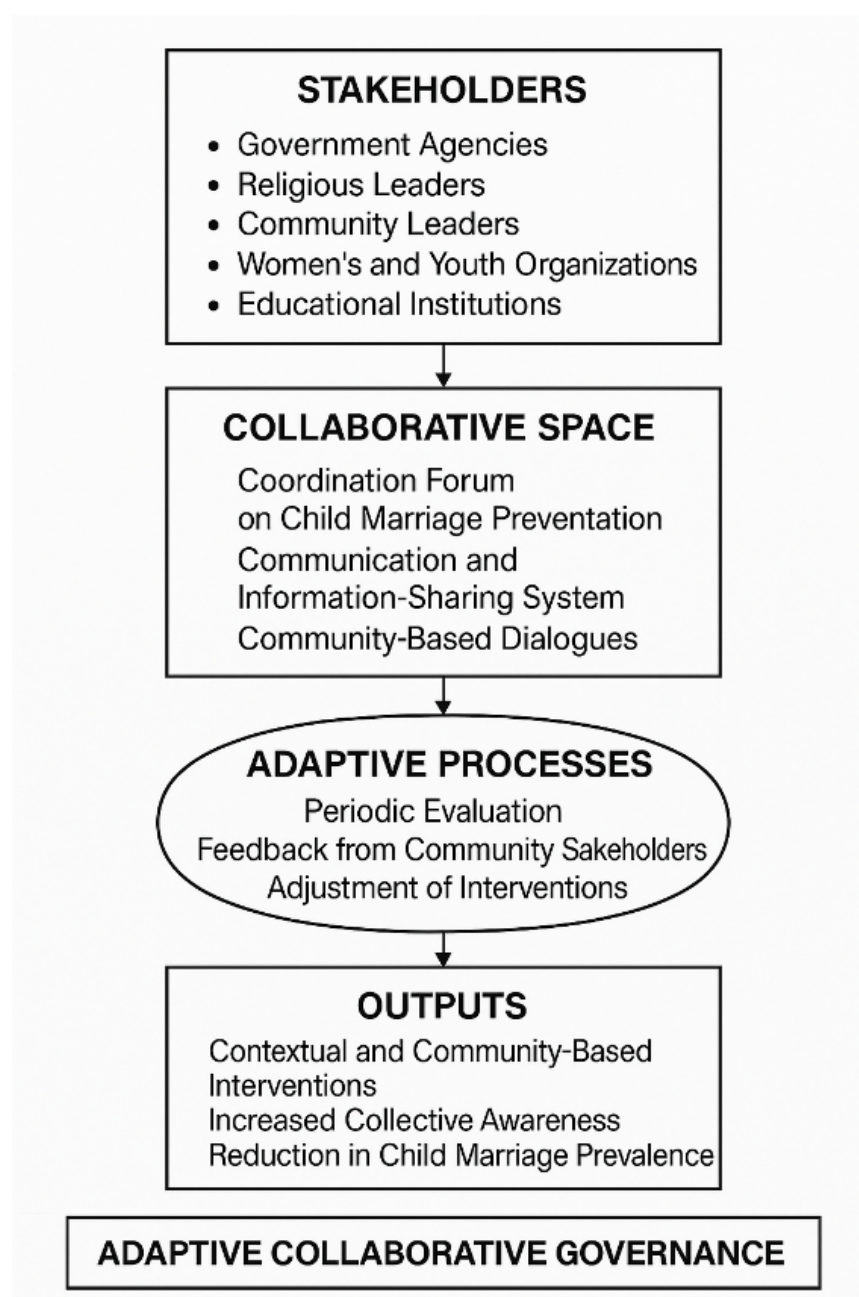 STAKEHOLDERS
• Government Agencies
• Religious Leaders
• Community Leaders
• Women's and Youth Organizations
• Educational Institutions
COLLABORATIVE SPACE
Coordination Forum
on Child Marriage Preventation
Communication and
Information-Sharing System
Community-Based Dialogues
ADAPTIVE PROCESSES
Periodic Evaluation
Feedback from Community Sakeholders
Adjustment of Interventions
OUTPUTS
Contextual and Community-Based
Interventions
Increased Collective Awareness
Reduction in Child Marriage Prevalence
ADAPTIVE COLLABORATIVE GOVERNANCE